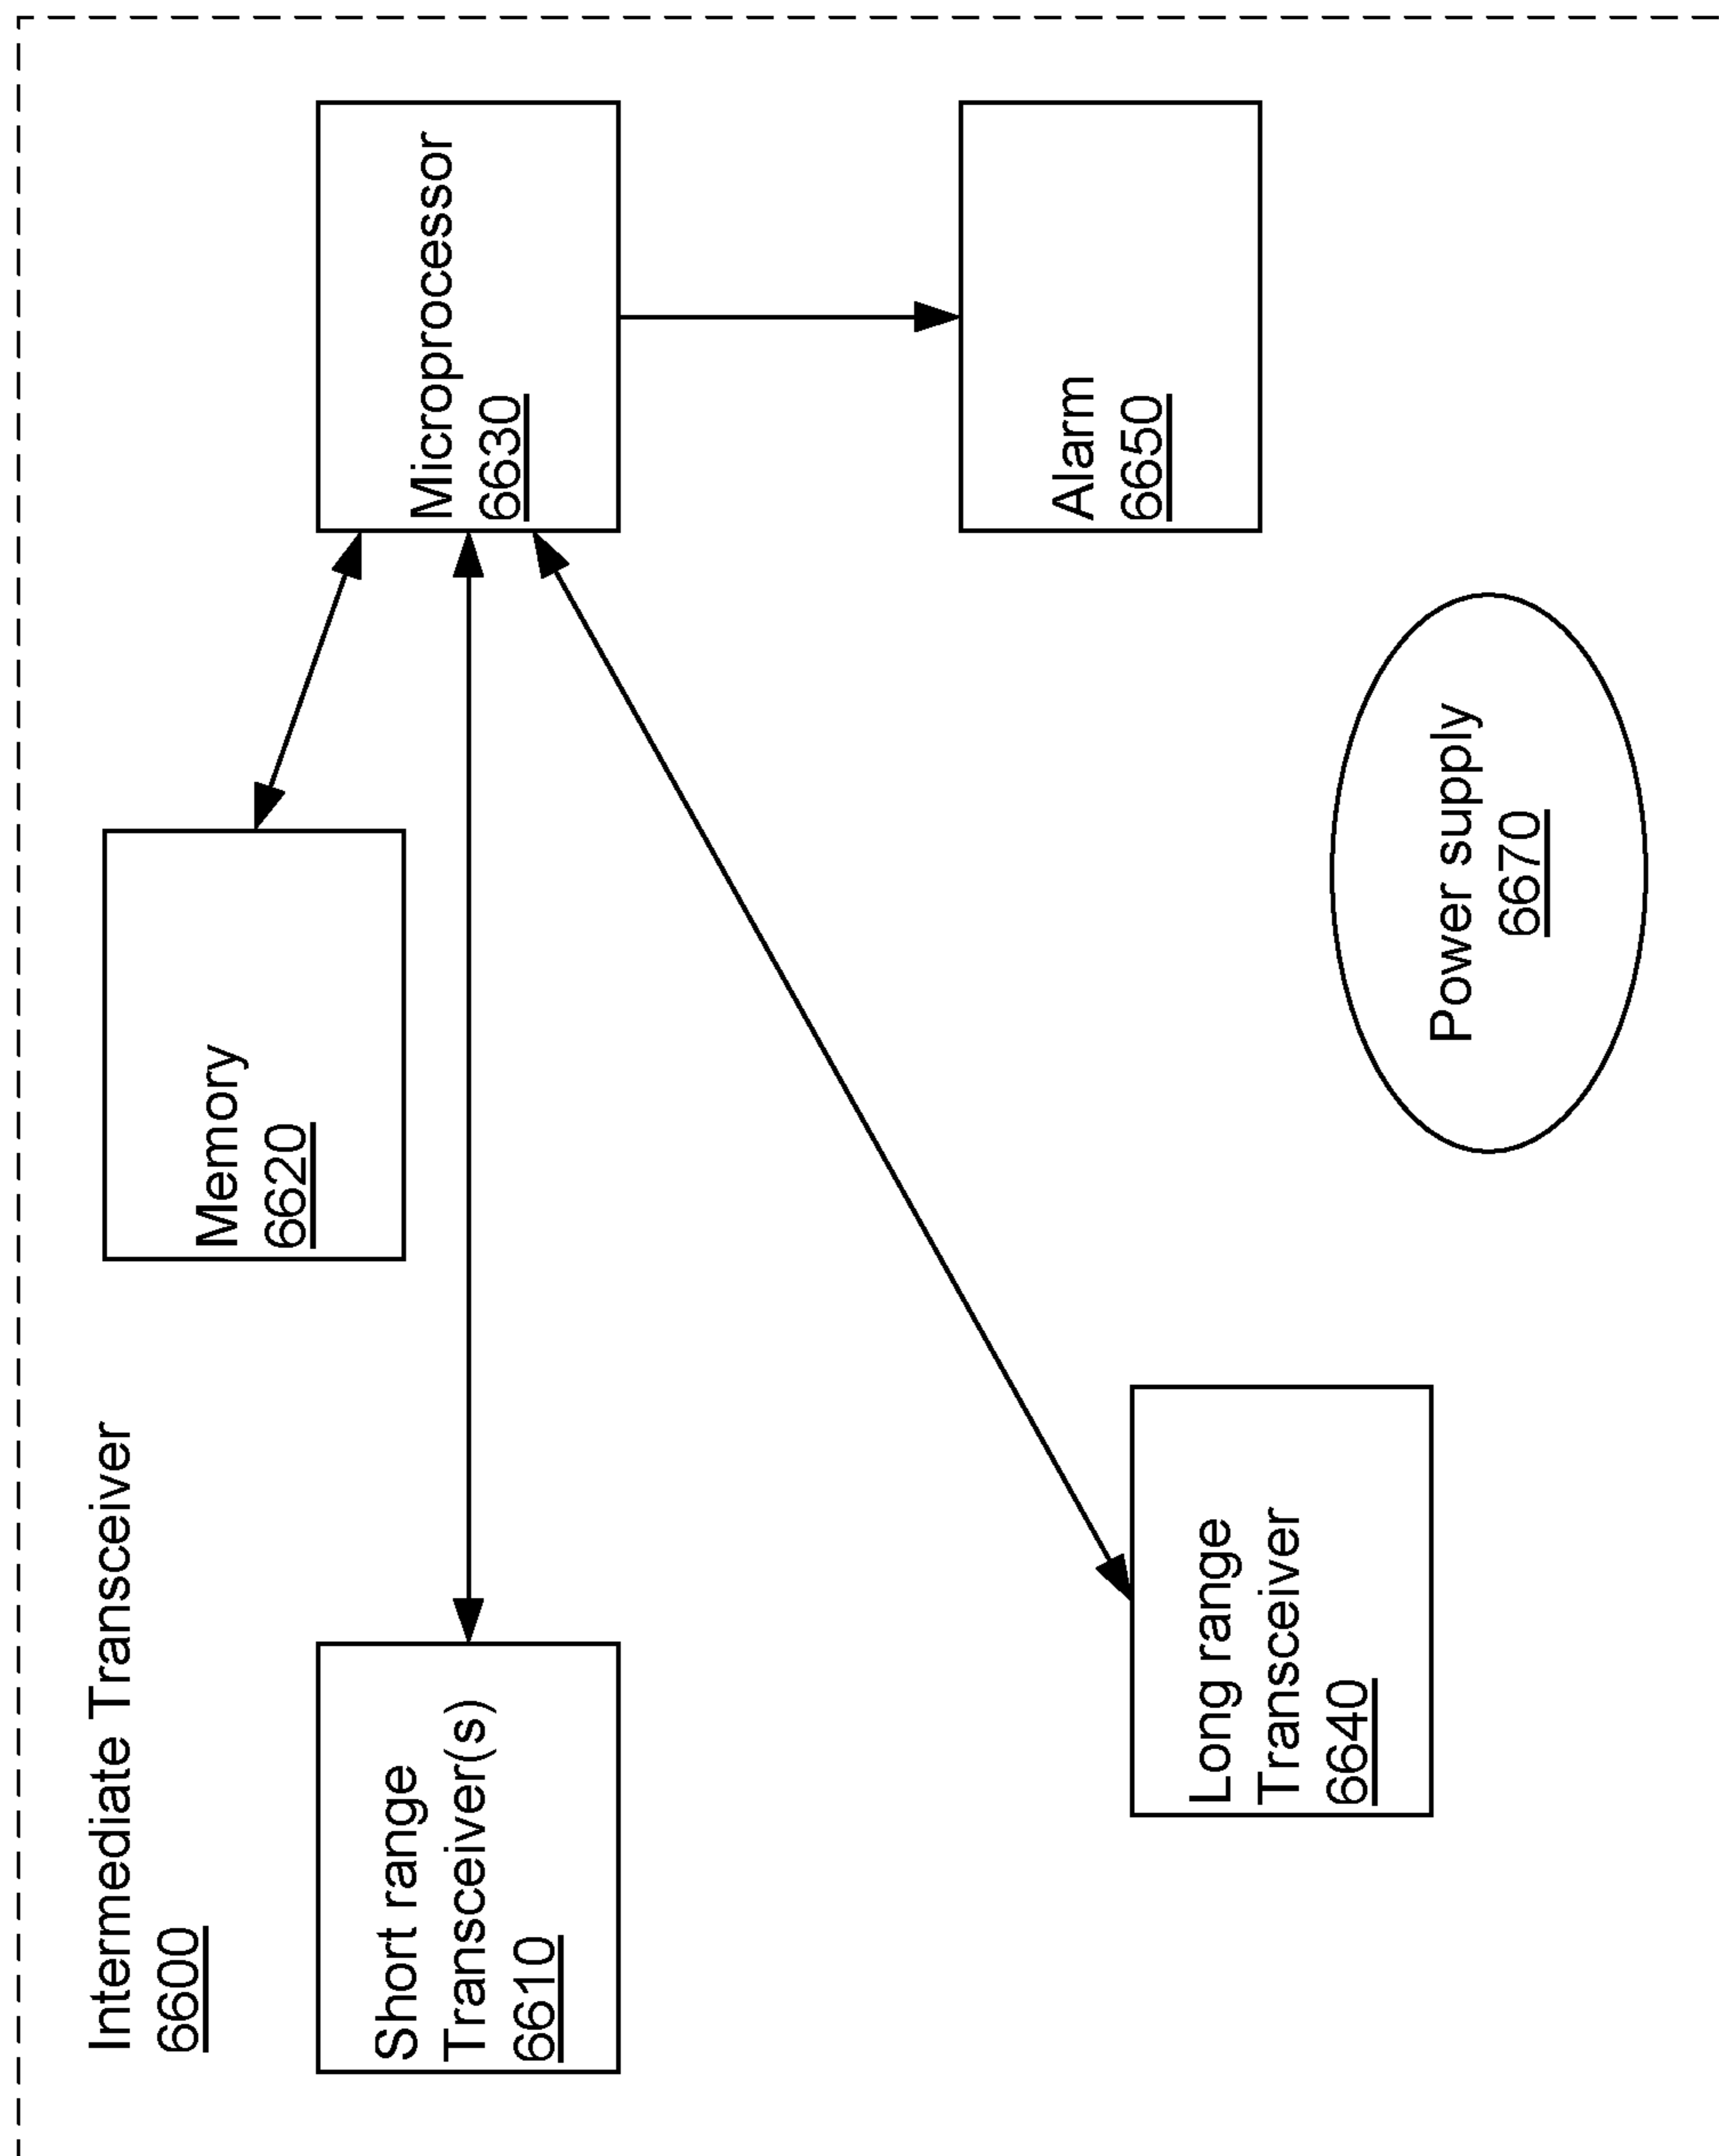 Intermediate Transceiver
6600
Memory
6620
Microprocessor
6630
Short range
Transceiver(s)
6610
Alarm
6650
Long range
Transceiver
6640
Power supply
6670